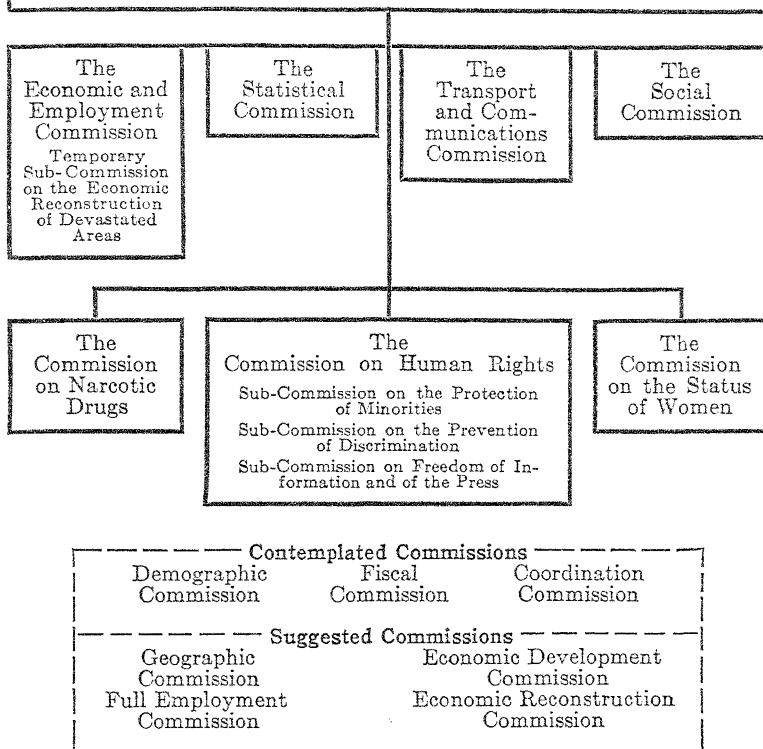 The
Economic and
Employment
Commission
Temporary
Sub-Commission
on the Economic
Reconstruction
of Devastated
Areas
The
Statistical
Commission
The
Transport
and Com-
munications
Commission
The
Social
Commission
The
Commission
on Narcotic
Drugs
The
Commission on Human Rights
Sub-Commission on the Protection
of Minorities
Sub-Commission on the Prevention
of Discrimination
Sub-Commission on Freedom of In-
formation and of the Press
The
Commission
on the Status
of Women
Contemplated Commissions
Demographic
Commission
Fiscal
Commission
Coordination
Commission
Suggested Commissions
Geographic
Commission
Economic Development
Commission
Full Employment
Commission
Economic Reconstruction
Commission